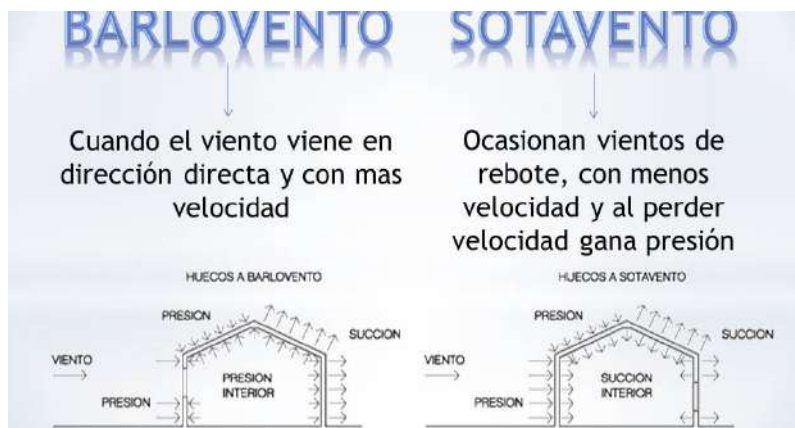 BARLOVENTO
Cuando el viento viene en
dirección directa y con mas
velocidad
HUECOS A BARLOVENTO
PRESION
SUCCION
VIENTO
PRESION
INTERIOR
PRESION
SOTAVENTO
Ocasionan vientos de
rebote, con menos
velocidad y al perder
velocidad gana presión
HUECOS A SOTAVENTO
PRESION
SUCCION
VIENTO
SUCCION
INTERIOR
PRESION